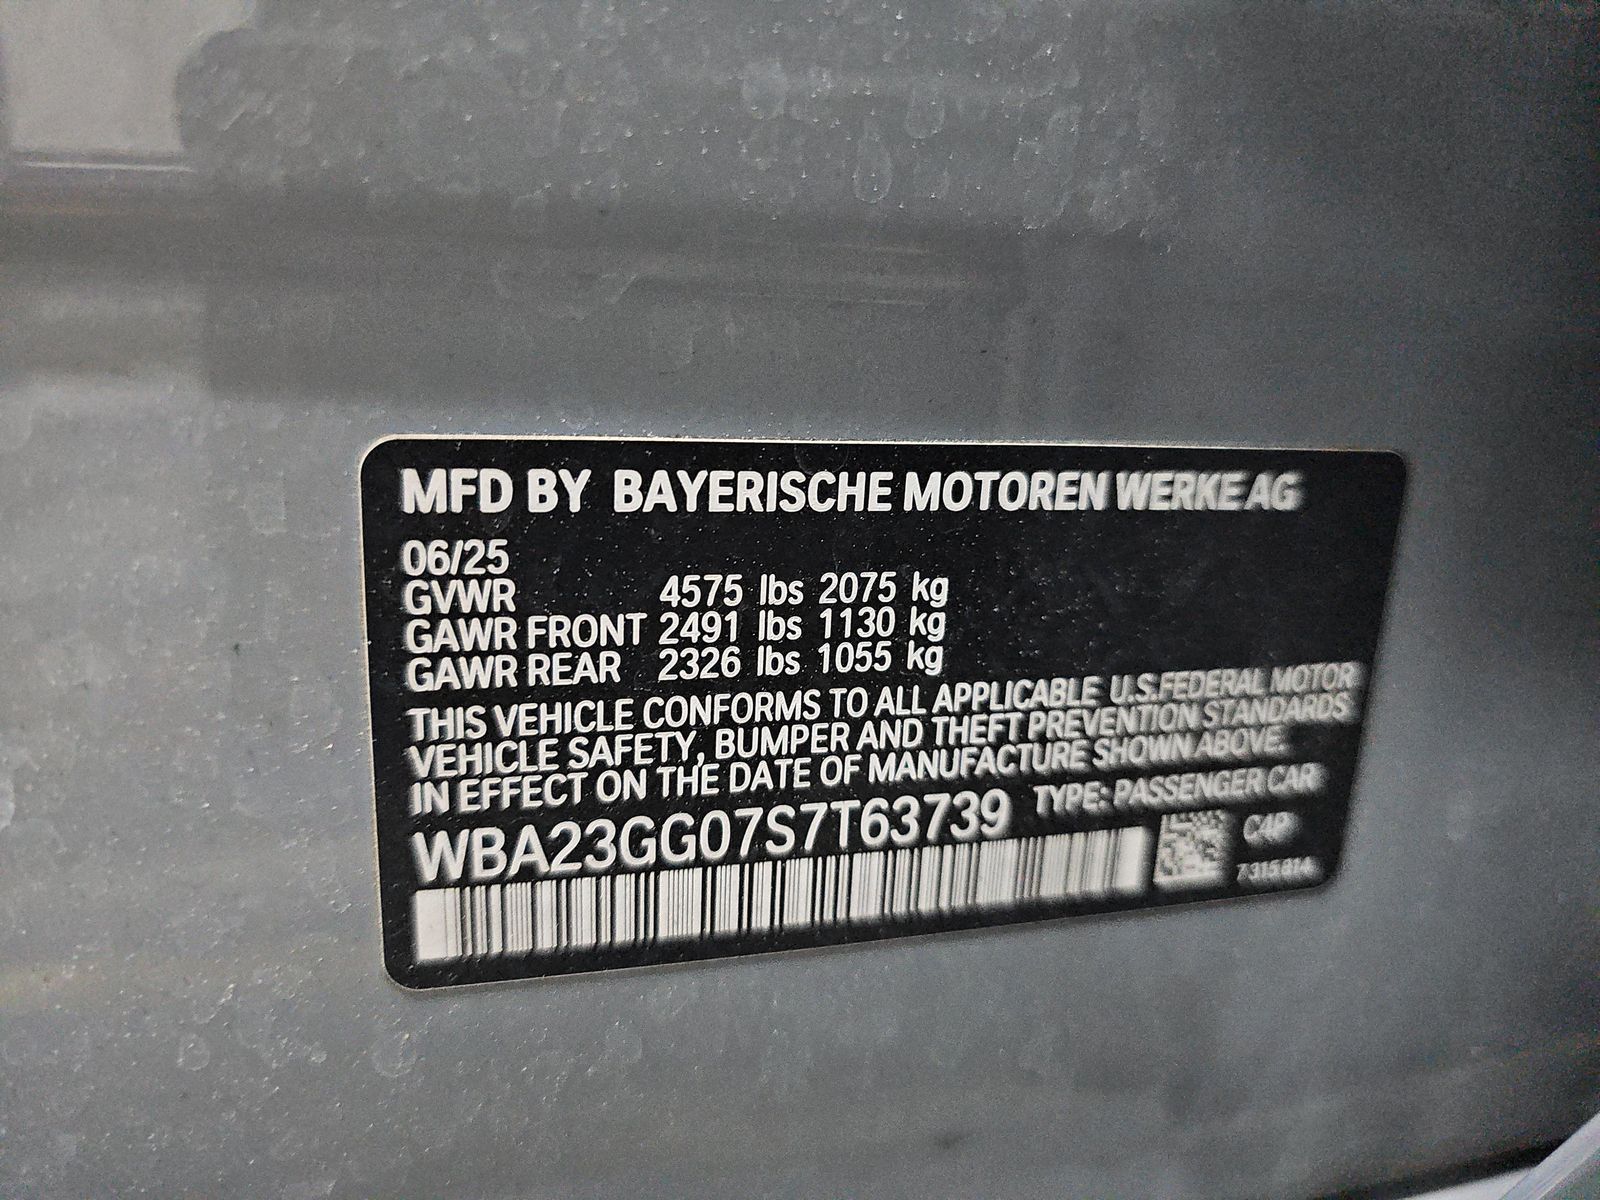 MFD BY BAYERISCHE MOTOREN WERKE AG
06/25
GVWR 4575 lbs 2075 kg
GAWR FRONT 2491 lbs 1130 kg
GAWR REAR 2326 lbs 1055 kg
THIS VEHICLE CONFORMS TO ALL APPLICABLE U.S.FEDERAL MOTOR
VEHICLE SAFETY, BUMPER AND THEFT PREVENTION STANDARDS
IN EFFECT ON THE DATE OF MANUFACTURE SHOWN ABOVE.
WBA23GG07S7T63739 TYPE: PASSENGER CAR
C4P
7315814